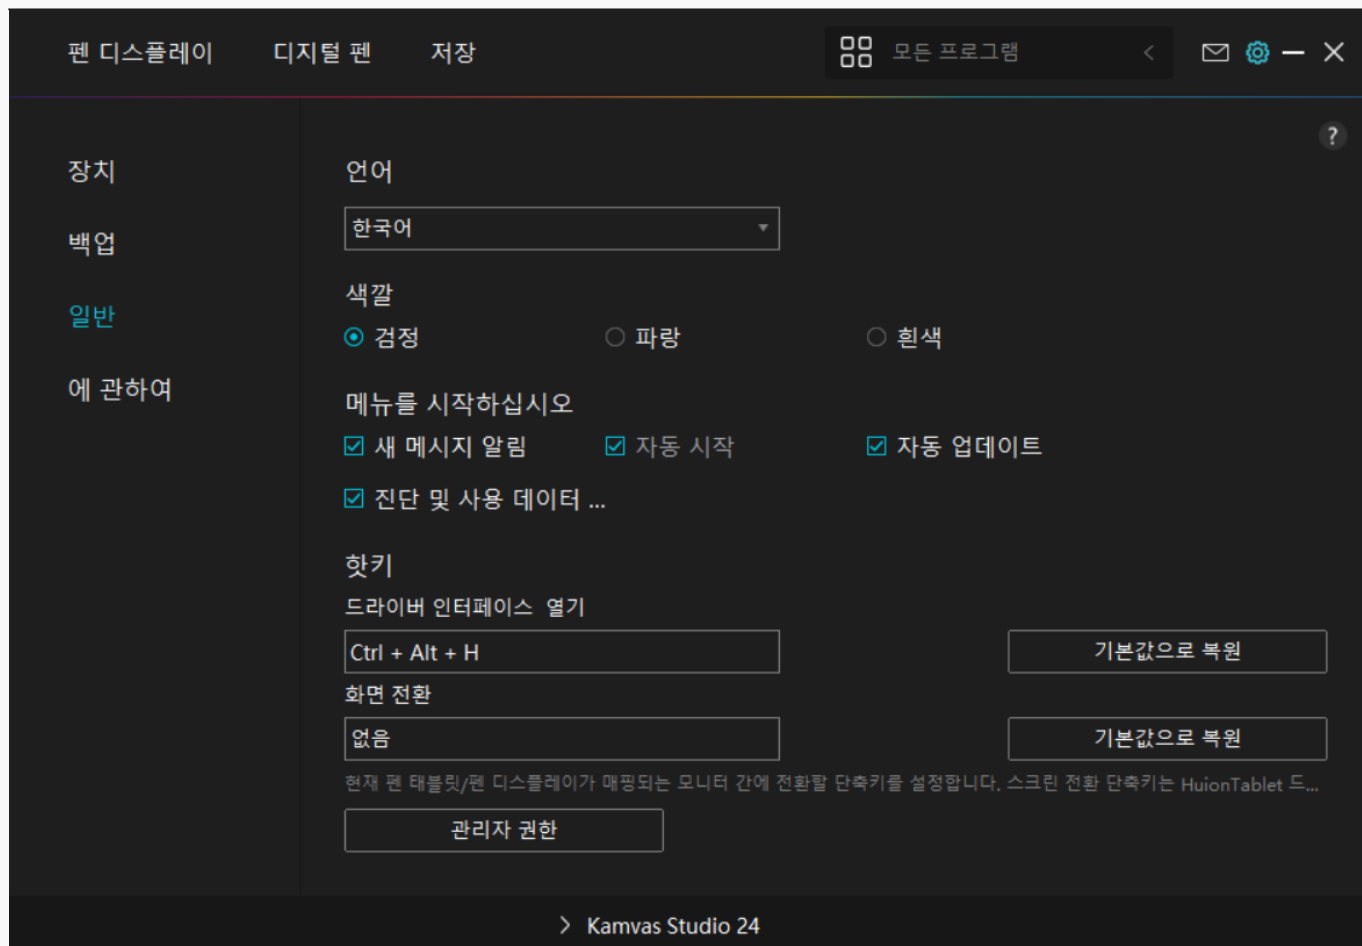 펜 디스플레이 디지털 펜 저장 모든 프로그램
?
장치
백업
일반
에 관하여
언어
한국어
색깔
검정 파랑 흰색
메뉴를 시작하십시오
새 메시지 알림 자동 시작 자동 업데이트
진단 및 사용 데이터 ...
핫키
드라이버 인터페이스 열기
Ctrl + Alt + H 기본값으로 복원
화면 전환
없음 기본값으로 복원
현재 펜 태블릿/펜 디스플레이가 매핑되는 모니터 간에 전환할 단축키를 설정합니다. 스크린 전환 단축키는 HuionTablet 드...
관리자 권한
Kamvas Studio 24